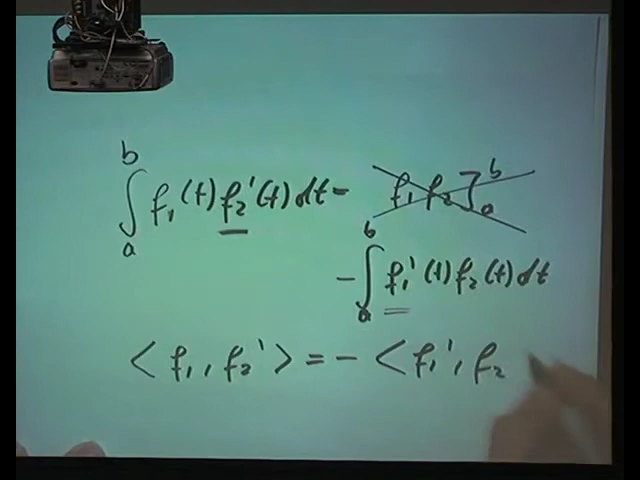 ∫_a^b f₁(t) f₂'(t) dt = f₁ f₂ ]_a^b
- ∫_a^b f₁'(t) f₂(t) dt
< f₁, f₂' > = - < f₁', f₂